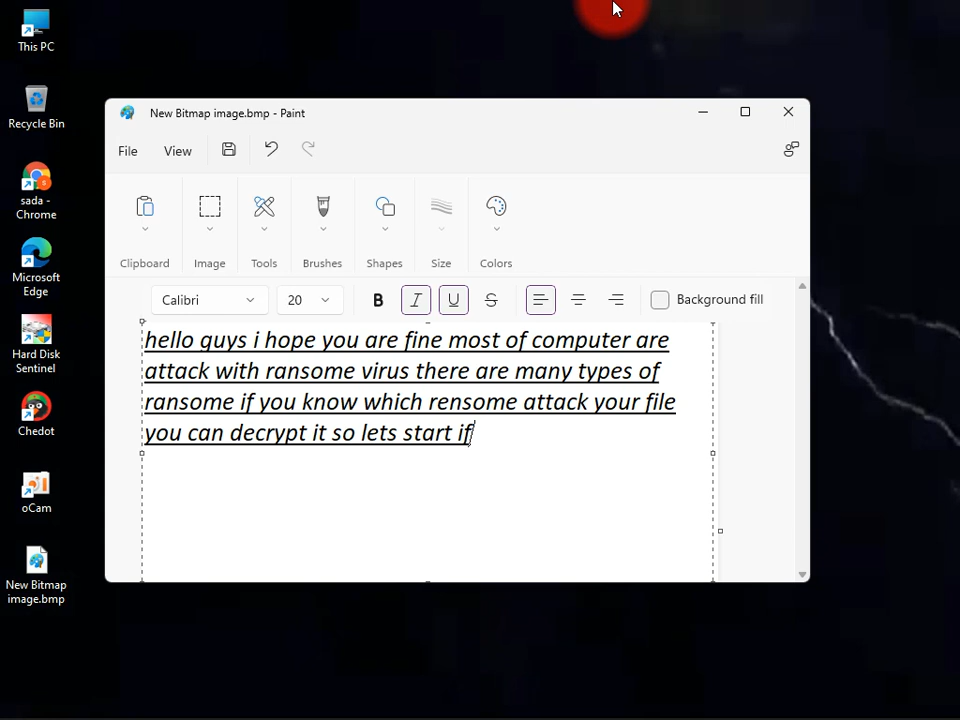 This PC
Recycle Bin
sada -
Chrome
Microsoft
Edge
Hard Disk
Sentinel
Chedot
oCam
New Bitmap
image.bmp
New Bitmap image.bmp - Paint
File View
Clipboard Image Tools Brushes Shapes Size Colors
Calibri 20 B I U S Background fill
hello guys i hope you are fine most of computer are
attack with ransome virus there are many types of
ransome if you know which rensome attack your file
you can decrypt it so lets start if